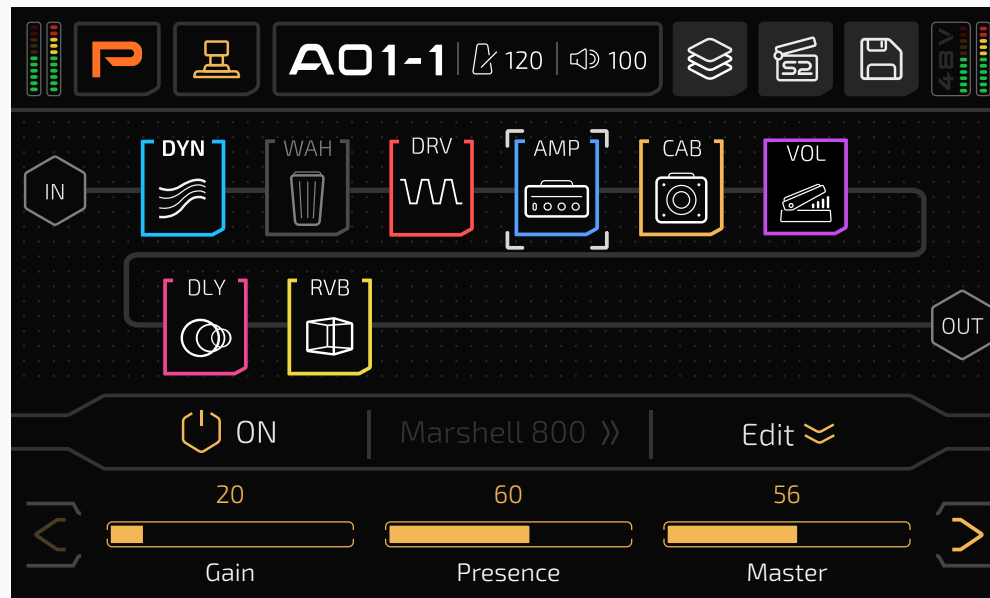 A01-1 120 100 S2 48V
IN DYN WAH DRV AMP CAB VOL
DLY RVB OUT
ON Marshell 800 Edit
20 60 56
Gain Presence Master